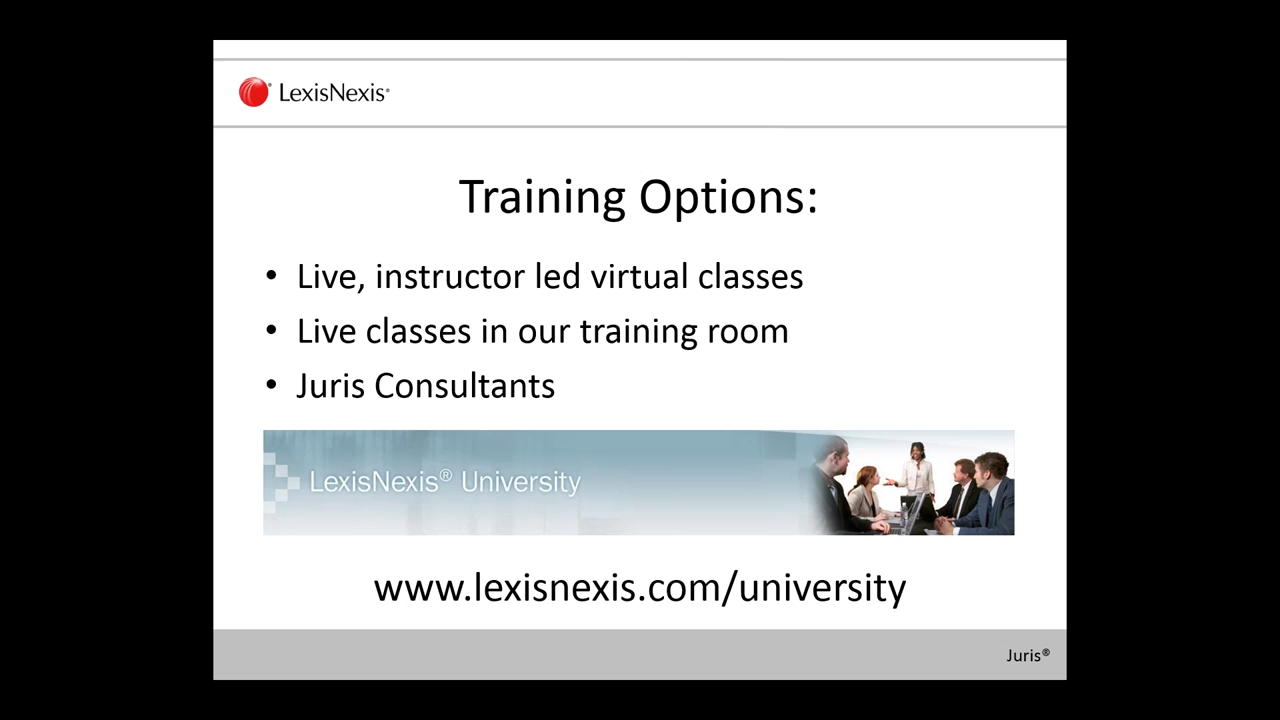 LexisNexis®
Training Options:
• Live, instructor led virtual classes
• Live classes in our training room
• Juris Consultants
LexisNexis® University
www.lexisnexis.com/university
Juris®